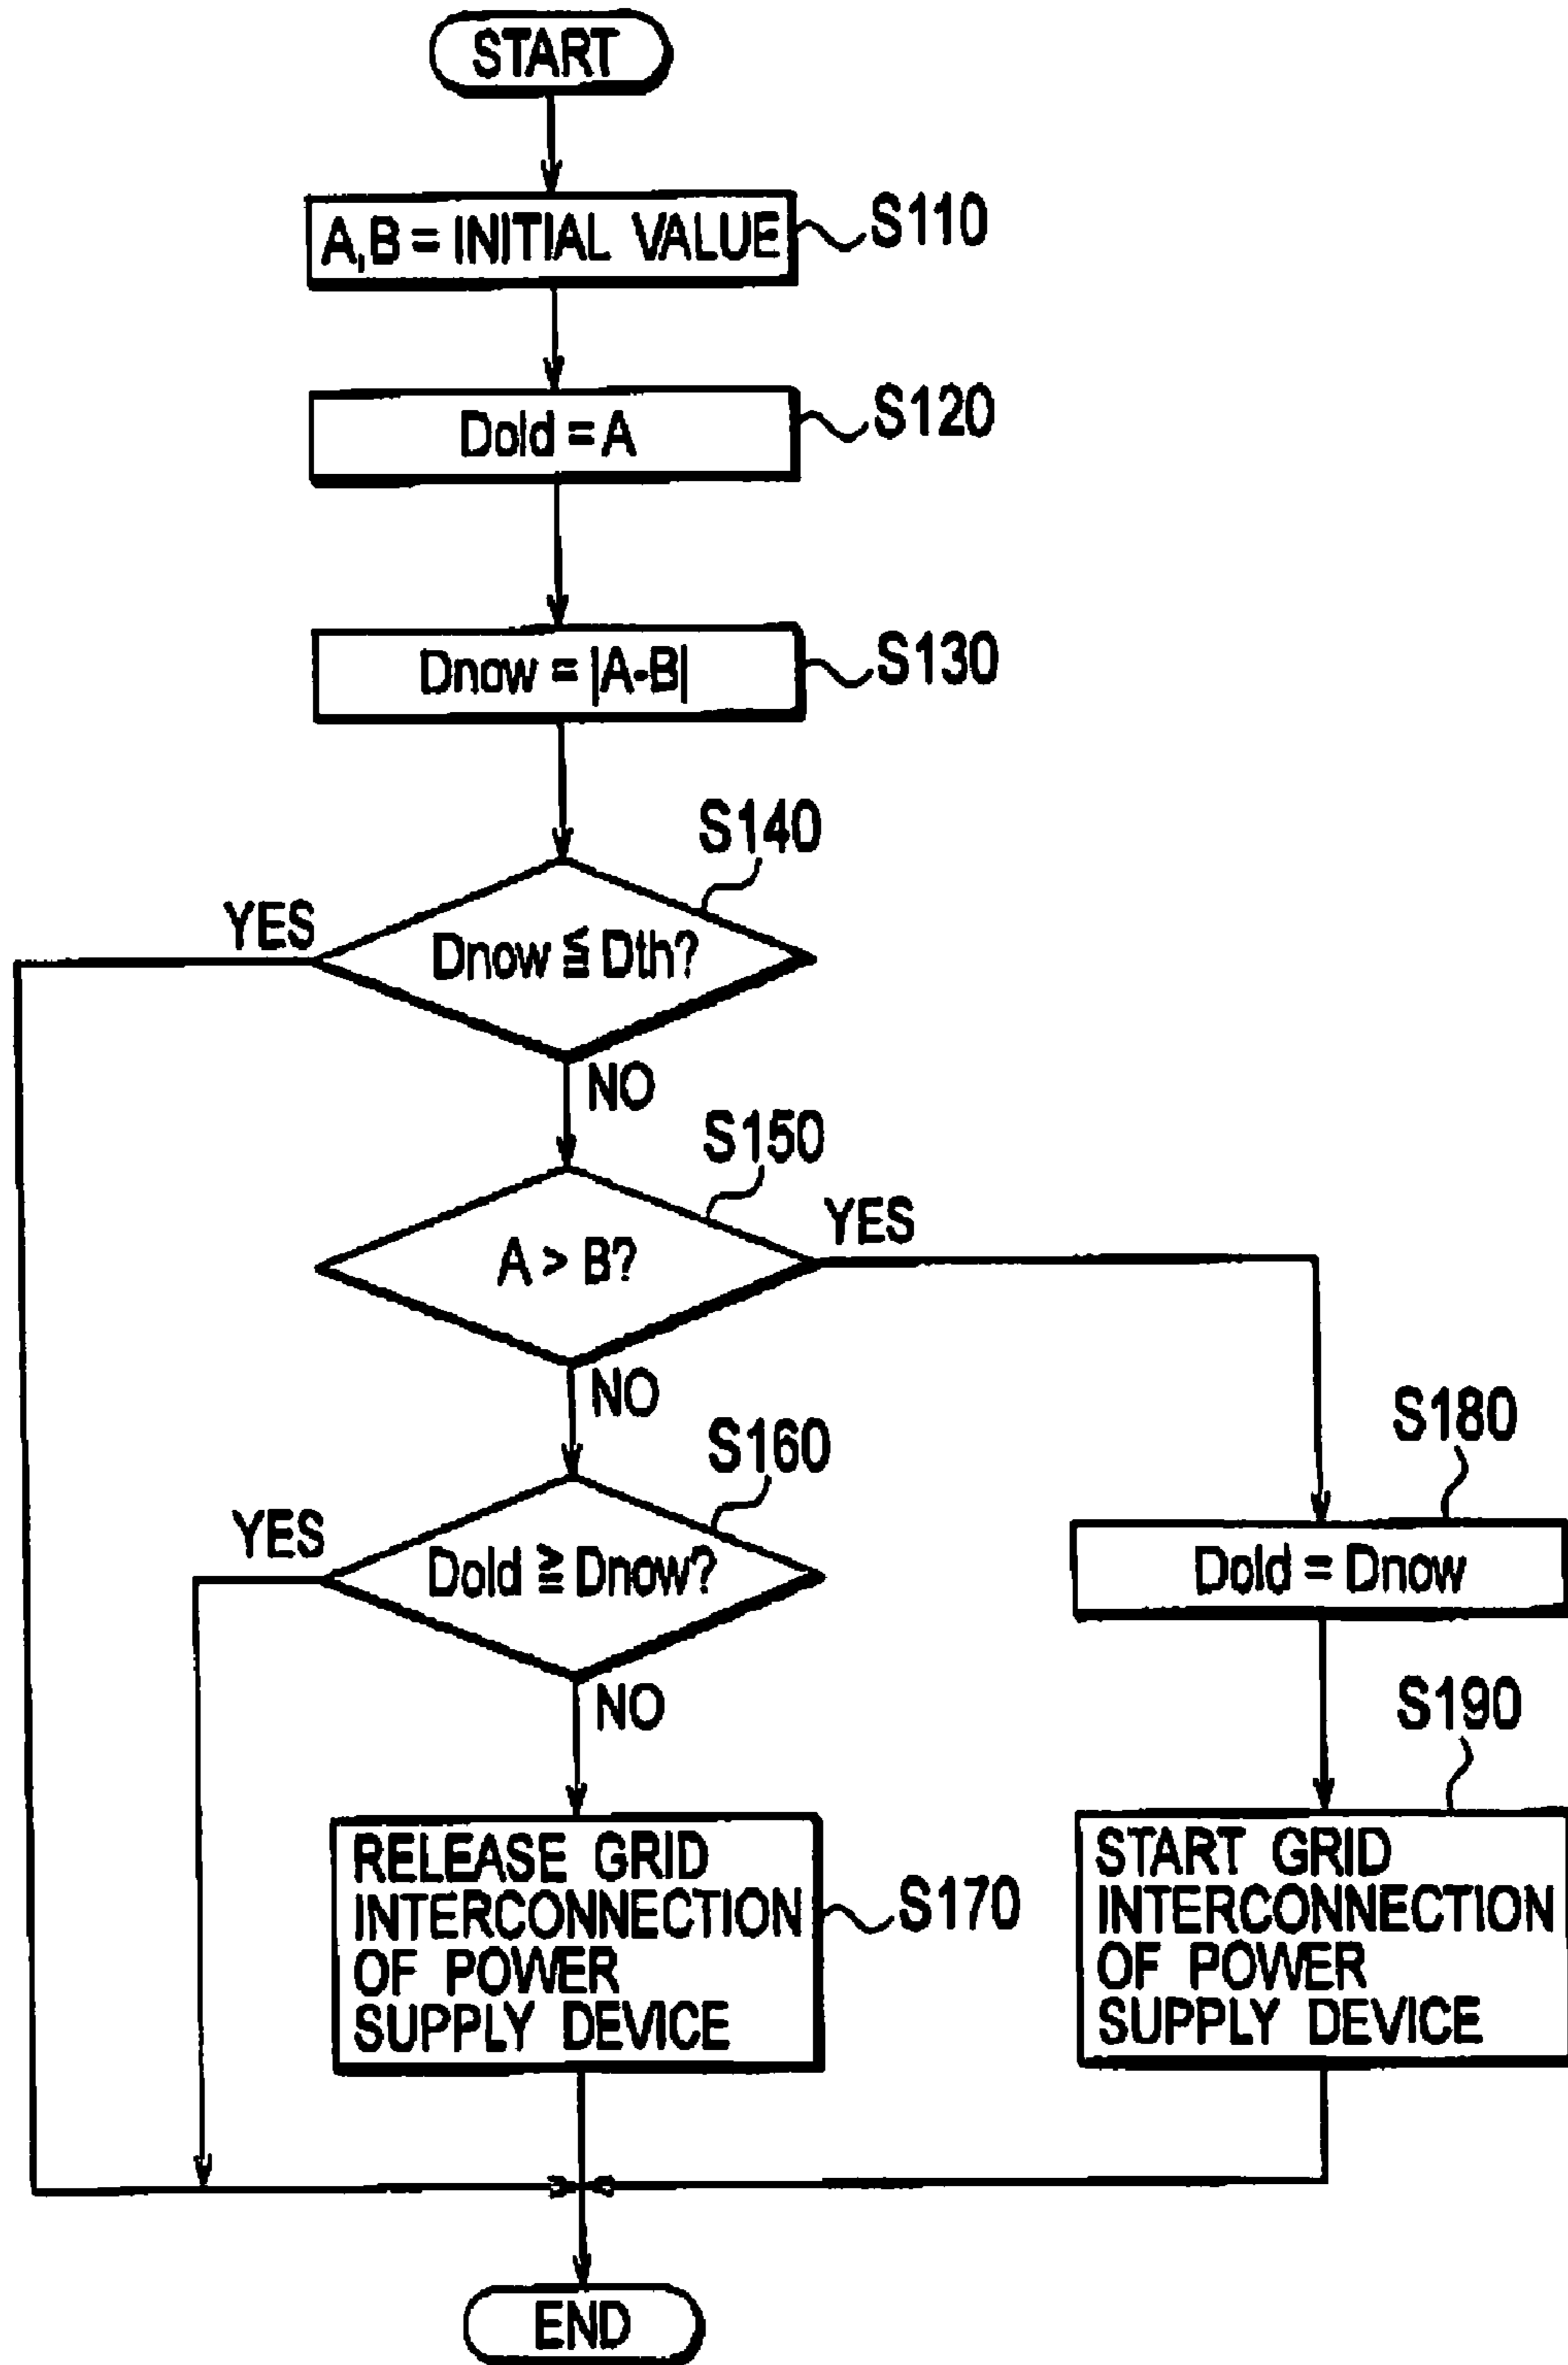 START
A,B = INITIAL VALUE
S110
Dold = A
S120
Dnow = |A-B|
S130
S140
YES
Dnow ≦ Dth?
NO
S150
YES
A > B?
NO
S160
YES
Dold ≧ Dnow?
NO
S180
Dold = Dnow
S190
RELEASE GRID
INTERCONNECTION
OF POWER
SUPPLY DEVICE
S170
START GRID
INTERCONNECTION
OF POWER
SUPPLY DEVICE
END